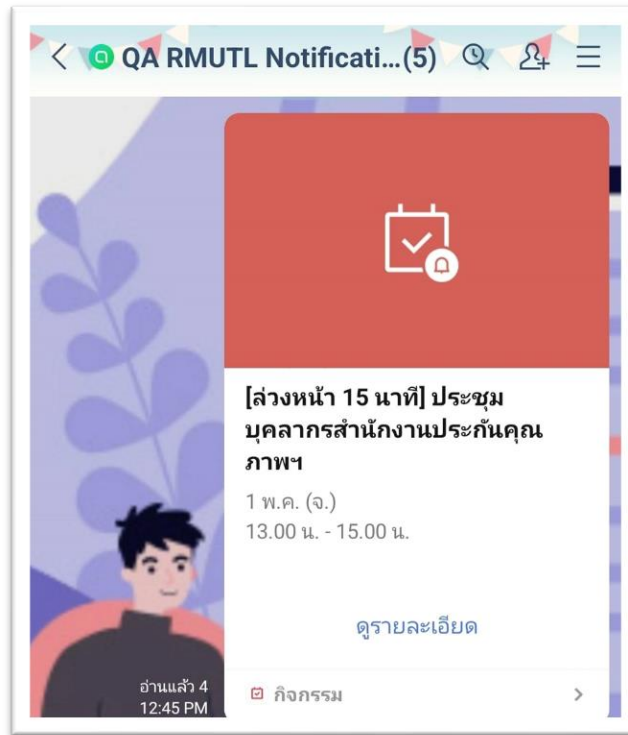 QA RMUTL Notificati...(5)
[ล่วงหน้า 15 นาที] ประชุม
บุคลากรสำนักงานประกันคุณ
ภาพฯ
1 พ.ค. (จ.)
13.00 น. - 15.00 น.
ดูรายละเอียด
อ่านแล้ว 4
12:45 PM
กิจกรรม